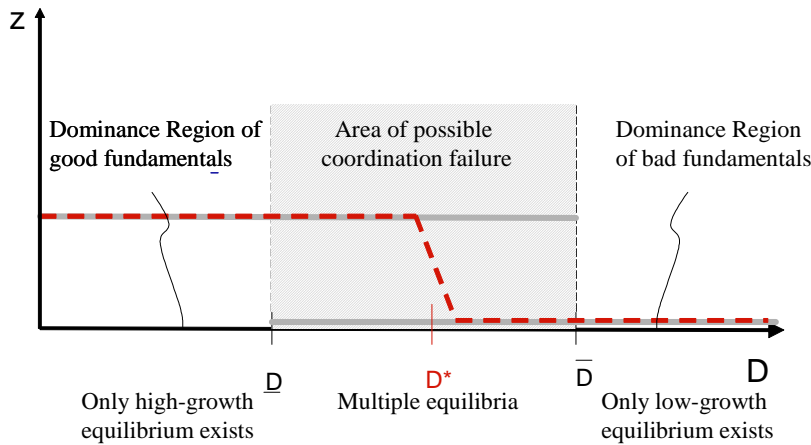 z
Dominance Region of
good fundamentals
Area of possible
coordination failure
Dominance Region
of bad fundamentals
D
D*
D̅
D
Only high-growth
equilibrium exists
Multiple equilibria
Only low-growth
equilibrium exists